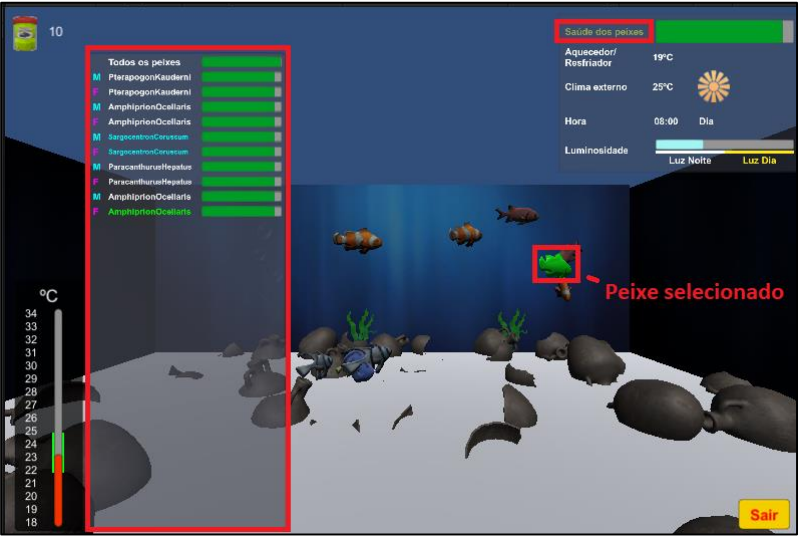 10
Saúde dos peixes
Aquecedor/
Resfriador
19ºC
Clima externo
25ºC
Hora
08:00
Dia
Luminosidade
Luz Noite
Luz Dia
Todos os peixes
M PterapogonKauderni
F PterapogonKauderni
M AmphiprionOcellaris
F AmphiprionOcellaris
M SargocentronCoruscum
F SargocentronCoruscum
M ParacanthurusHepatus
F ParacanthurusHepatus
M AmphiprionOcellaris
F AmphiprionOcellaris
Peixe selecionado
ºC
34
33
32
31
30
29
28
27
26
25
24
23
22
21
20
19
18
Sair